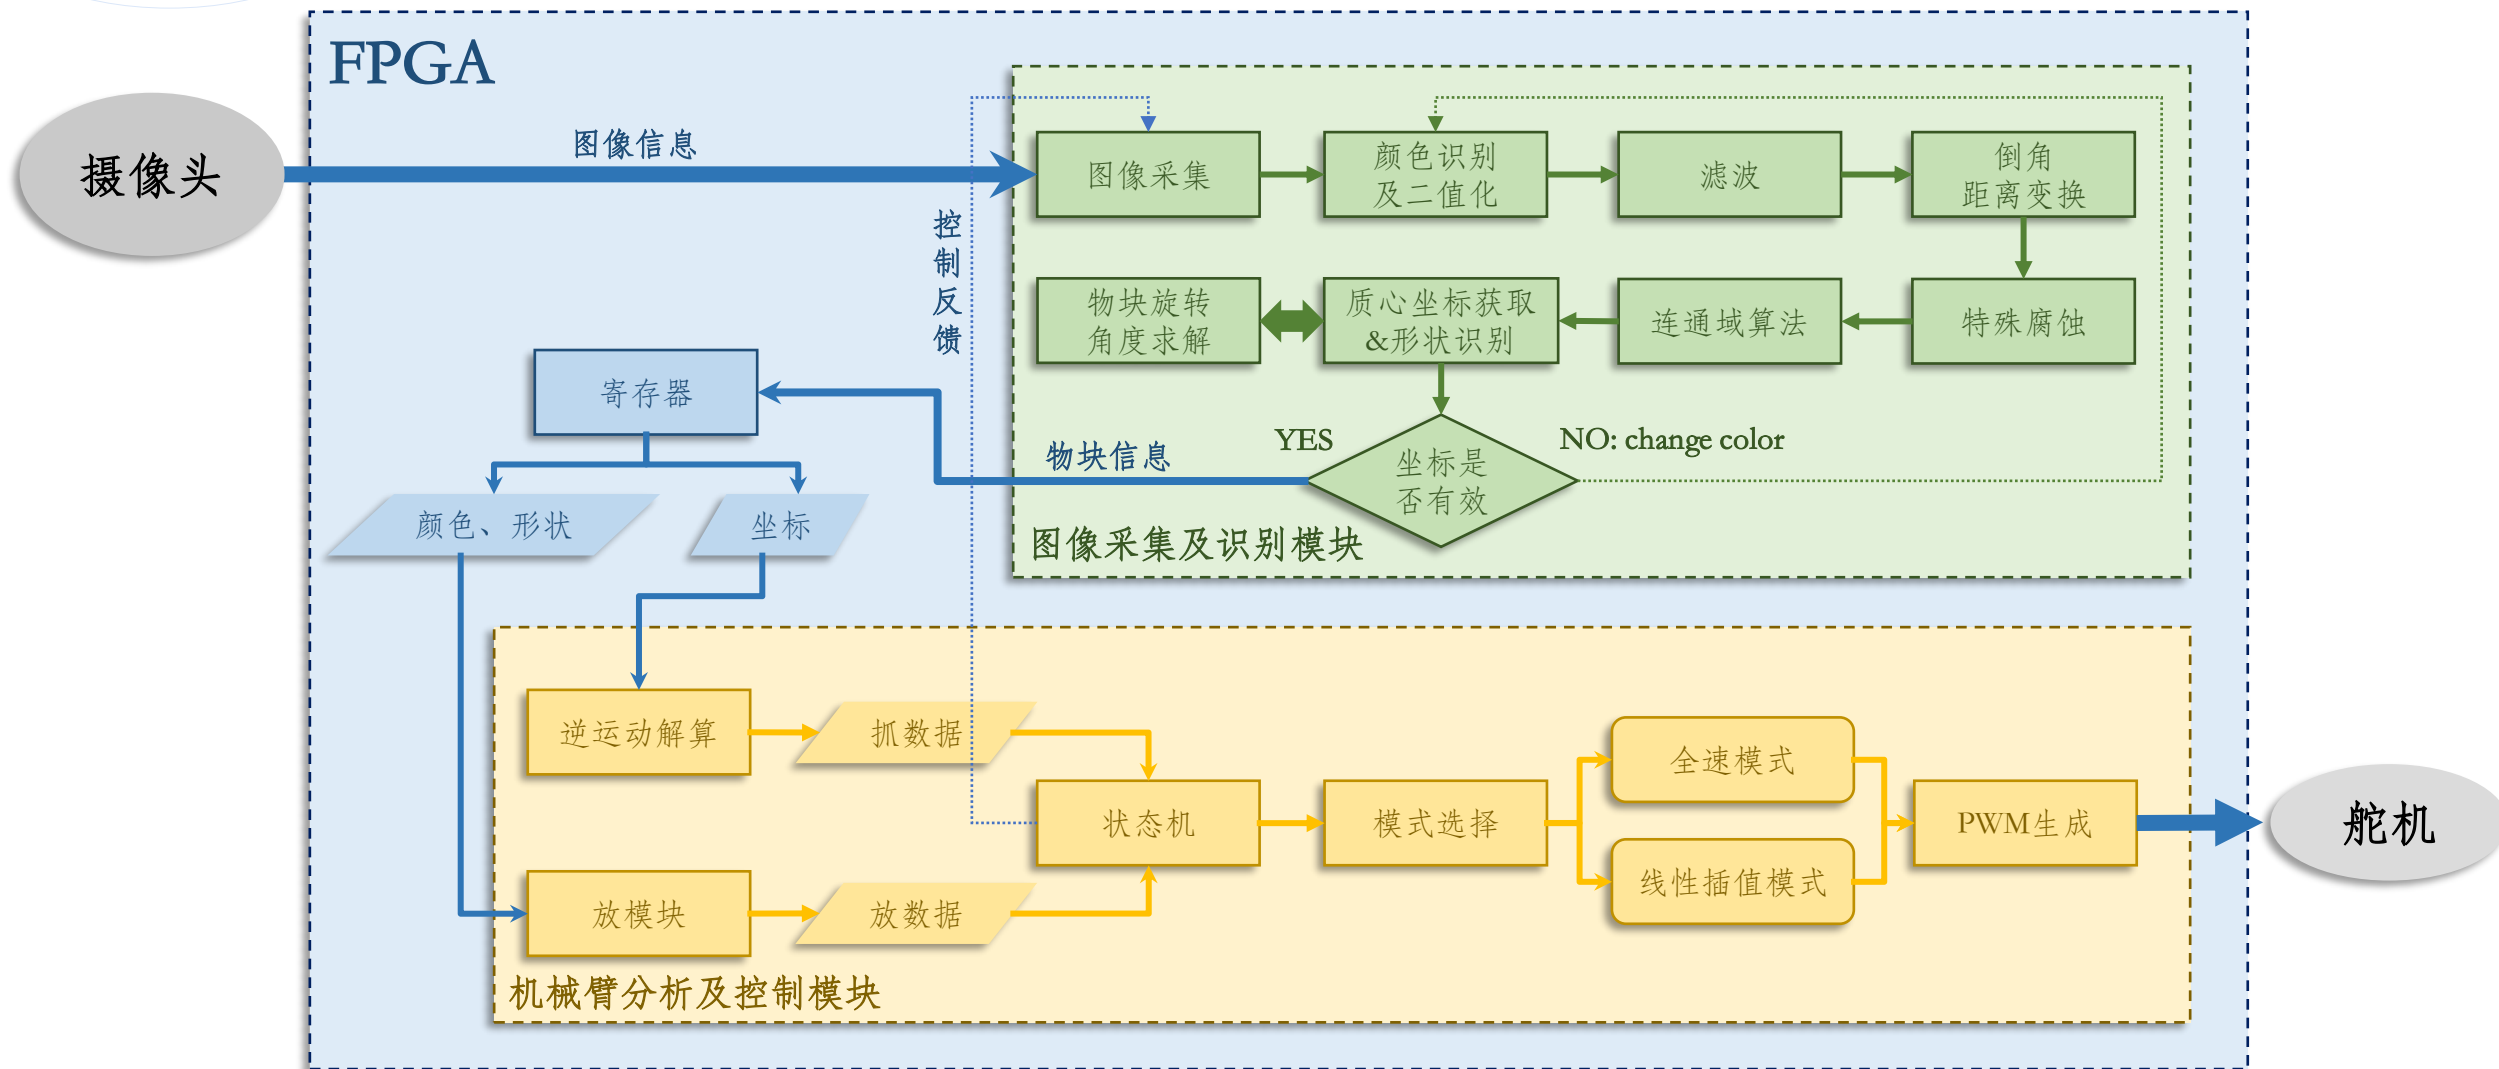 FPGA
摄像头
图像信息
控
制
反
馈
图像采集
颜色识别
及二值化
滤波
倒角
距离变换
物块旋转
角度求解
质心坐标获取
&形状识别
连通域算法
特殊腐蚀
寄存器
YES
NO: change color
物块信息
坐标是
否有效
颜色、形状
坐标
图像采集及识别模块
逆运动解算
抓数据
全速模式
状态机
模式选择
PWM生成
舵机
线性插值模式
放模块
放数据
机械臂分析及控制模块